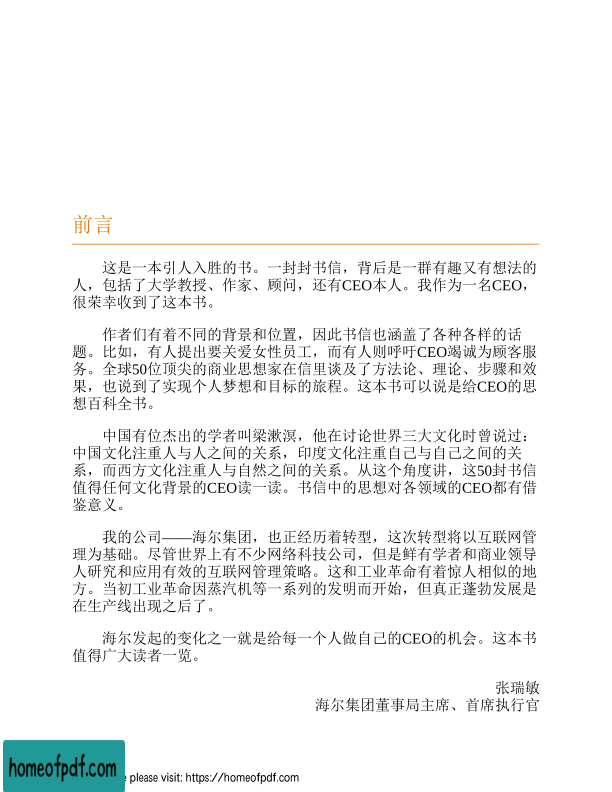 前言
这是一本引人入胜的书。一封封书信，背后是一群有趣又有想法的
人，包括了大学教授、作家、顾问，还有CEO本人。我作为一名CEO，
很荣幸收到了这本书。
作者们有着不同的背景和位置，因此书信也涵盖了各种各样的话
题。比如，有人提出要关爱女性员工，而有人则呼吁CEO竭诚为顾客服
务。全球50位顶尖的商业思想家在信里谈及了方法论、理论、步骤和效
果，也说到了实现个人梦想和目标的旅程。这本书可以说是给CEO的思
想百科全书。
中国有位杰出的学者叫梁漱溟，他在讨论世界三大文化时曾说过：
中国文化注重人与人之间的关系，印度文化注重自己与自己之间的关
系，而西方文化注重人与自然之间的关系。从这个角度讲，这50封书信
值得任何文化背景的CEO读一读。书信中的思想对各领域的CEO都有借
鉴意义。
我的公司——海尔集团，也正经历着转型，这次转型将以互联网管
理为基础。尽管世界上有不少网络科技公司，但是鲜有学者和商业领导
人研究和应用有效的互联网管理策略。这和工业革命有着惊人相似的地
方。当初工业革命因蒸汽机等一系列的发明而开始，但真正蓬勃发展是
在生产线出现之后了。
海尔发起的变化之一就是给每一个人做自己的CEO的机会。这本书
值得广大读者一览。
张瑞敏
海尔集团董事局主席、首席执行官
homeofpdf.com
e please visit: https://homeofpdf.com